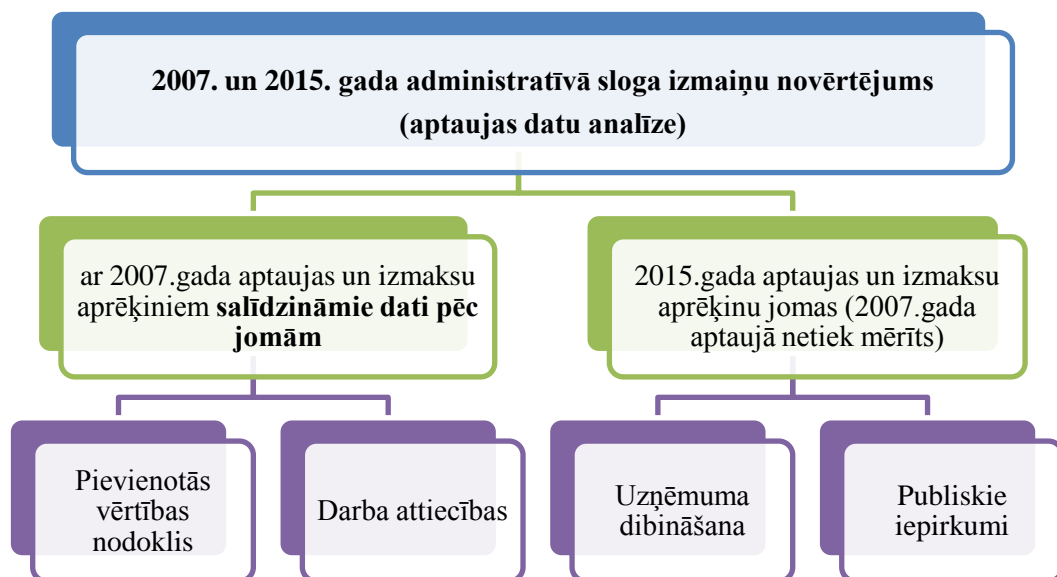 2007. un 2015. gada administratīvā sloga izmaiņu novērtējums
(aptaujas datu analīze)
ar 2007.gada aptaujas un izmaksu
aprēķiniem salīdzināmie dati pēc
jomām
2015.gada aptaujas un izmaksu
aprēķinu jomas (2007.gada
aptaujā netiek mērīts)
Pievienotās
vērtības
nodoklis
Darba attiecības
Uzņēmuma
dibināšana
Publiskie
iepirkumi